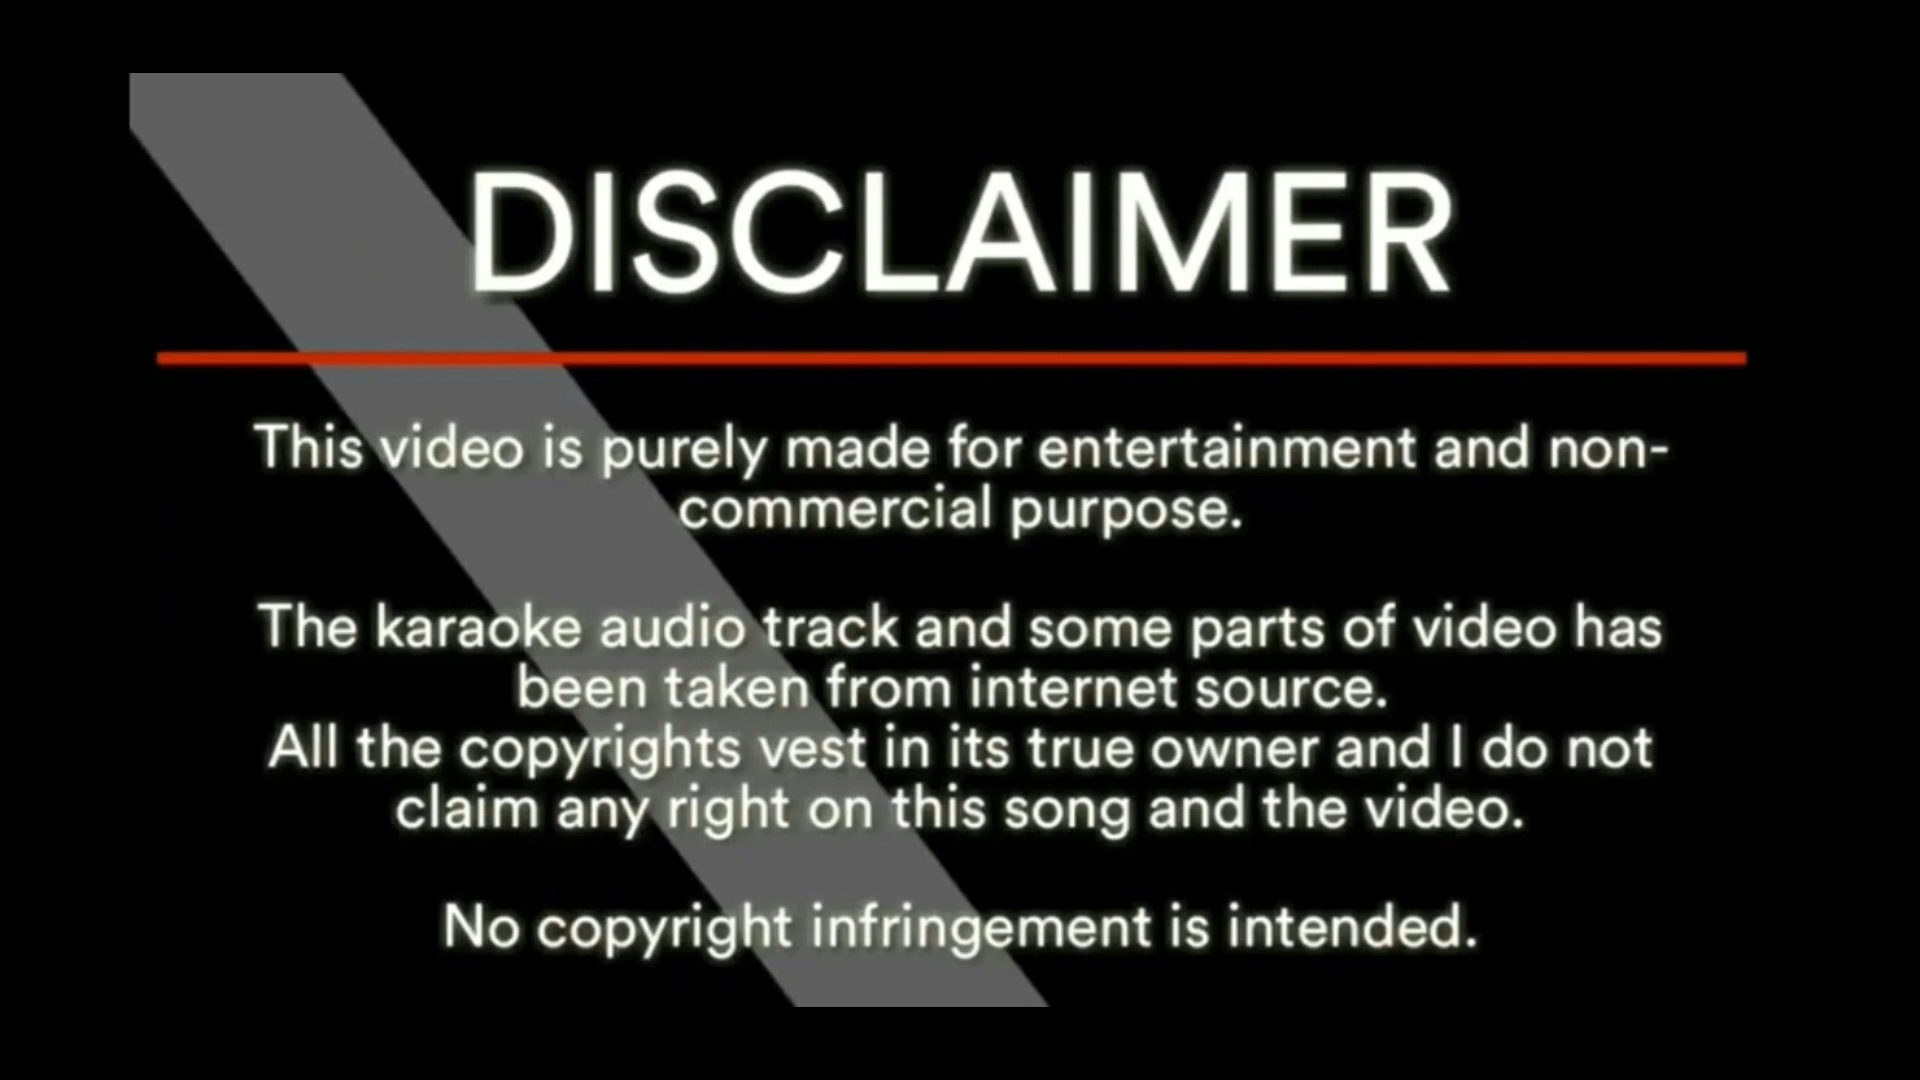 DISCLAIMER
This video is purely made for entertainment and non-
commercial purpose.
The karaoke audio track and some parts of video has
been taken from internet source.
All the copyrights vest in its true owner and I do not
claim any right on this song and the video.
No copyright infringement is intended.